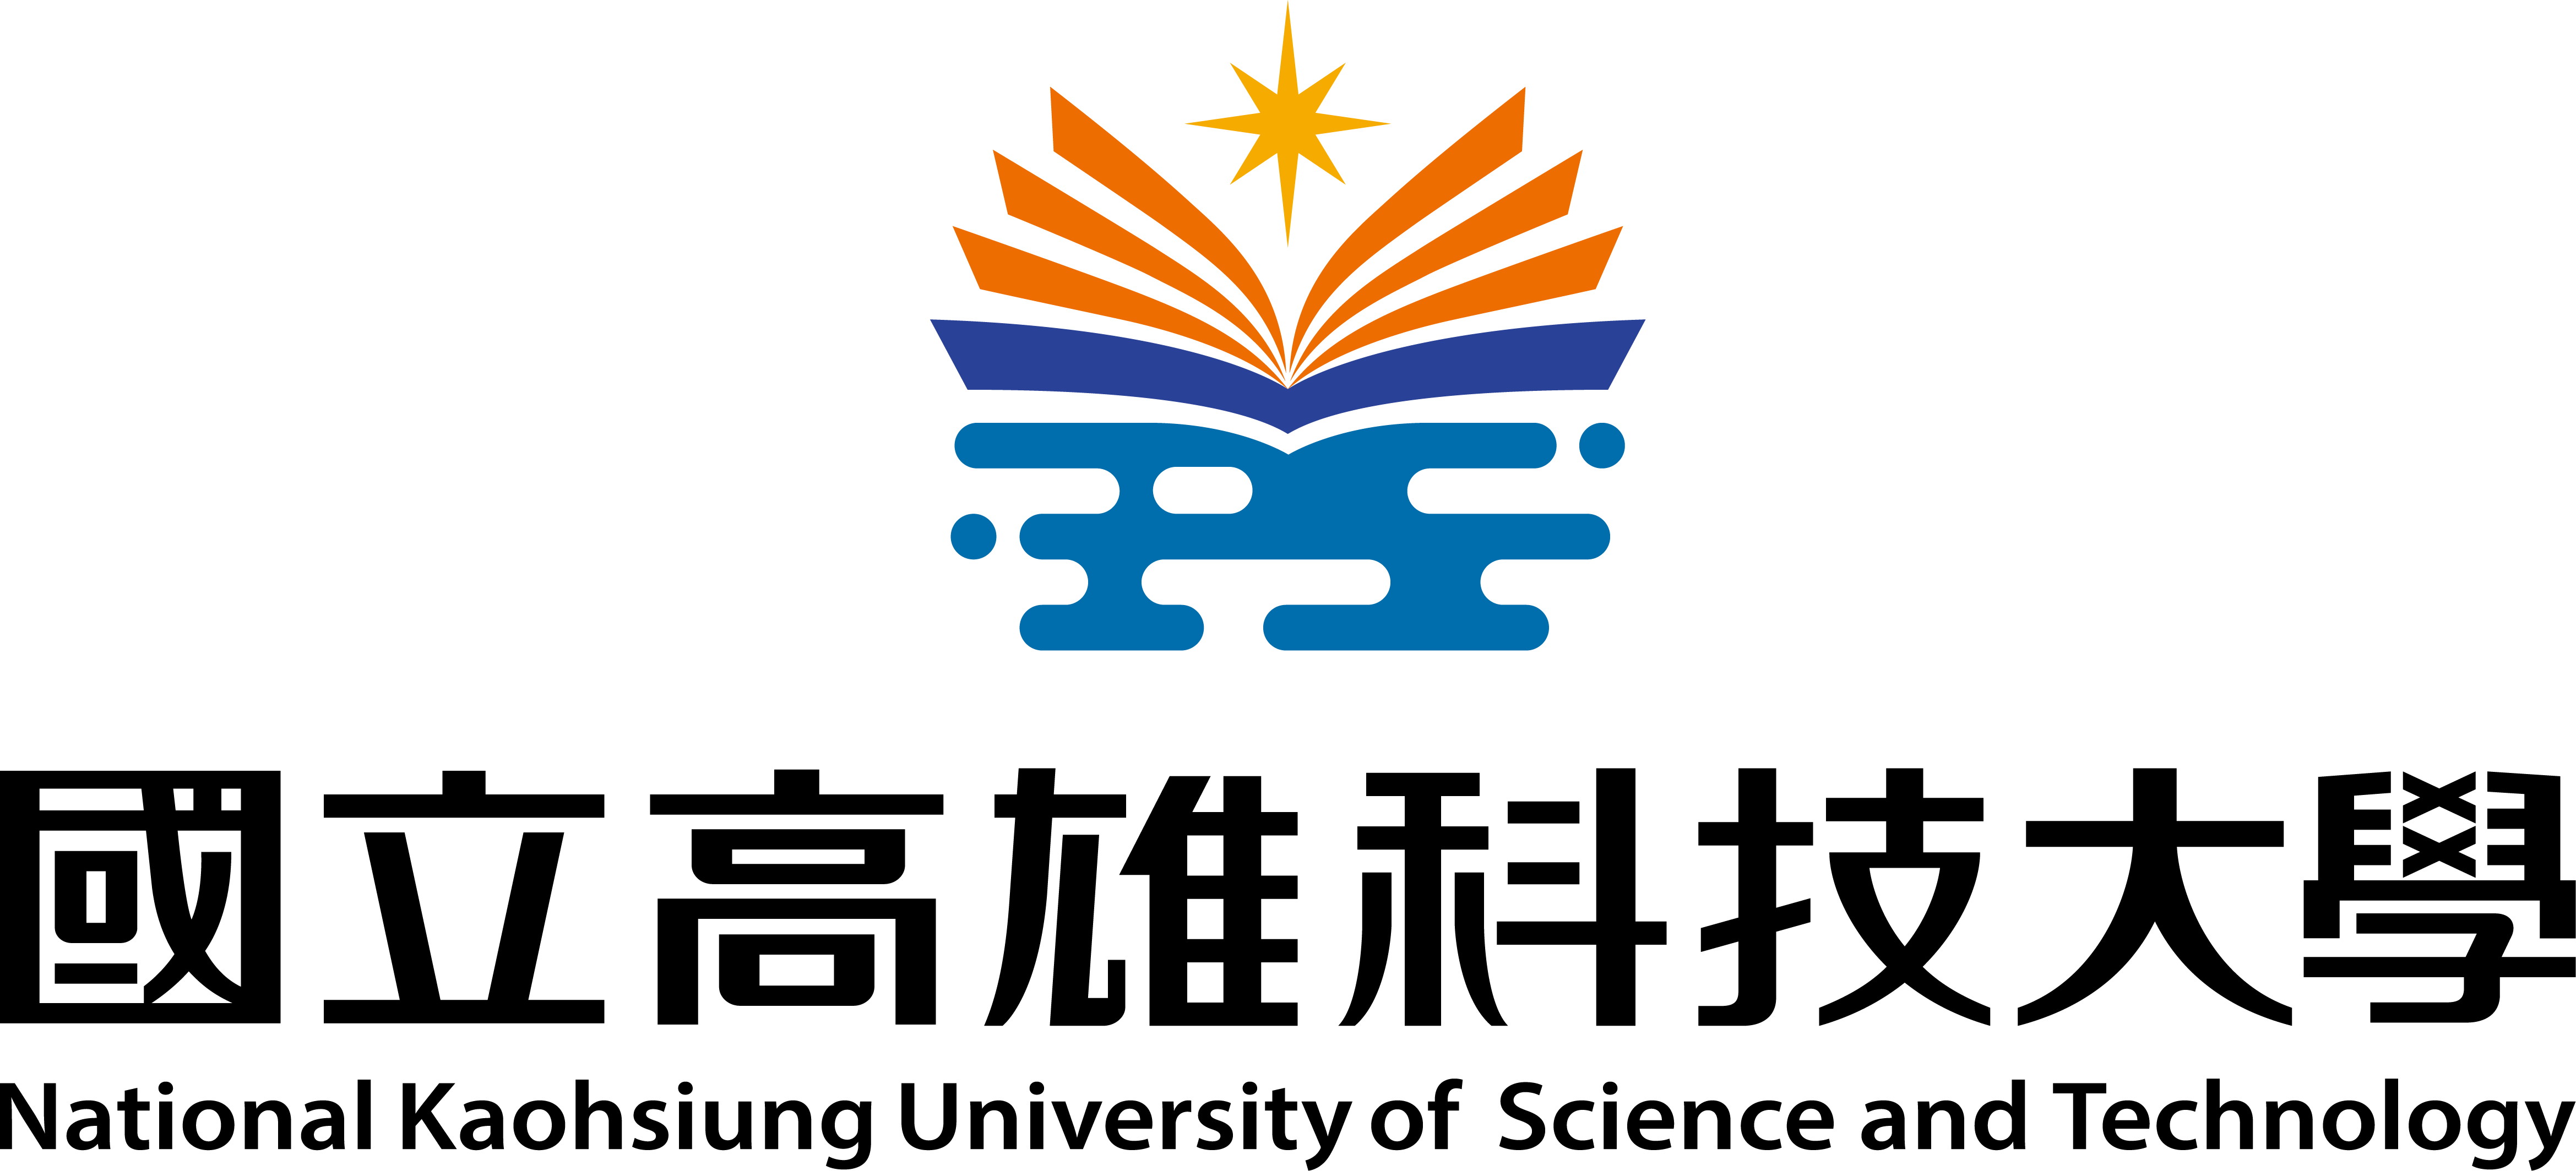 國立高雄科技大學
National Kaohsiung University of Science and Technology